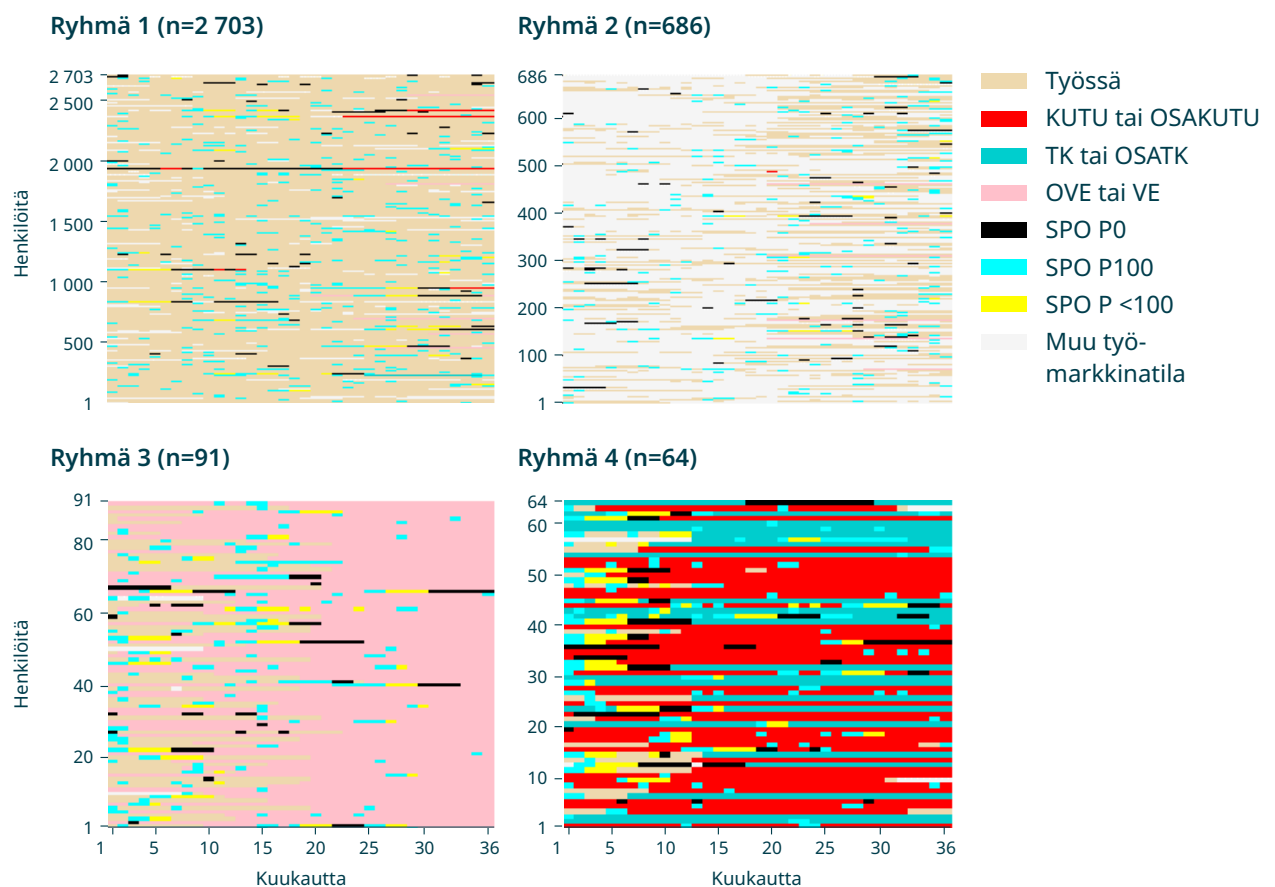 Ryhmä 1 (n=2 703)
Ryhmä 2 (n=686)
2 703
2 500
2 000
1 500
1 000
500
1
Henkilöitä
686
600
500
400
300
200
100
1
Työssä
KUTU tai OSAKUTU
TK tai OSATK
OVE tai VE
SPO P0
SPO P100
SPO P <100
Muu työ-
markkinatila
Ryhmä 3 (n=91)
Ryhmä 4 (n=64)
91
80
60
40
20
1
Henkilöitä
64
60
50
40
30
20
10
1
1 5 10 15 20 25 30 36
Kuukautta
1 5 10 15 20 25 30 36
Kuukautta